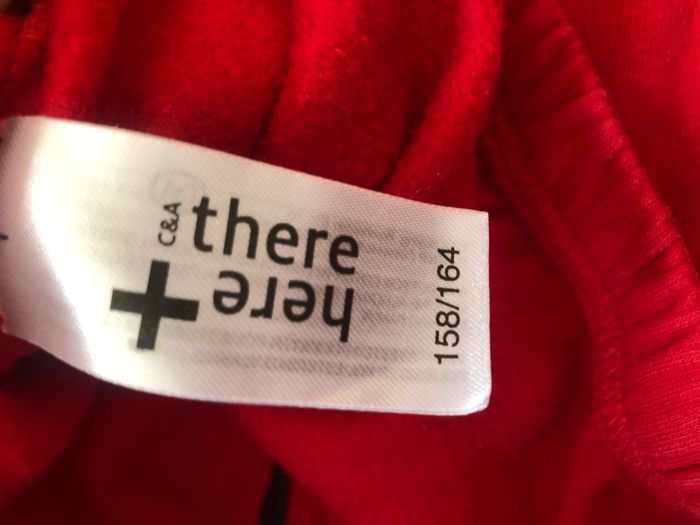 C&A
there
+ here
158/164